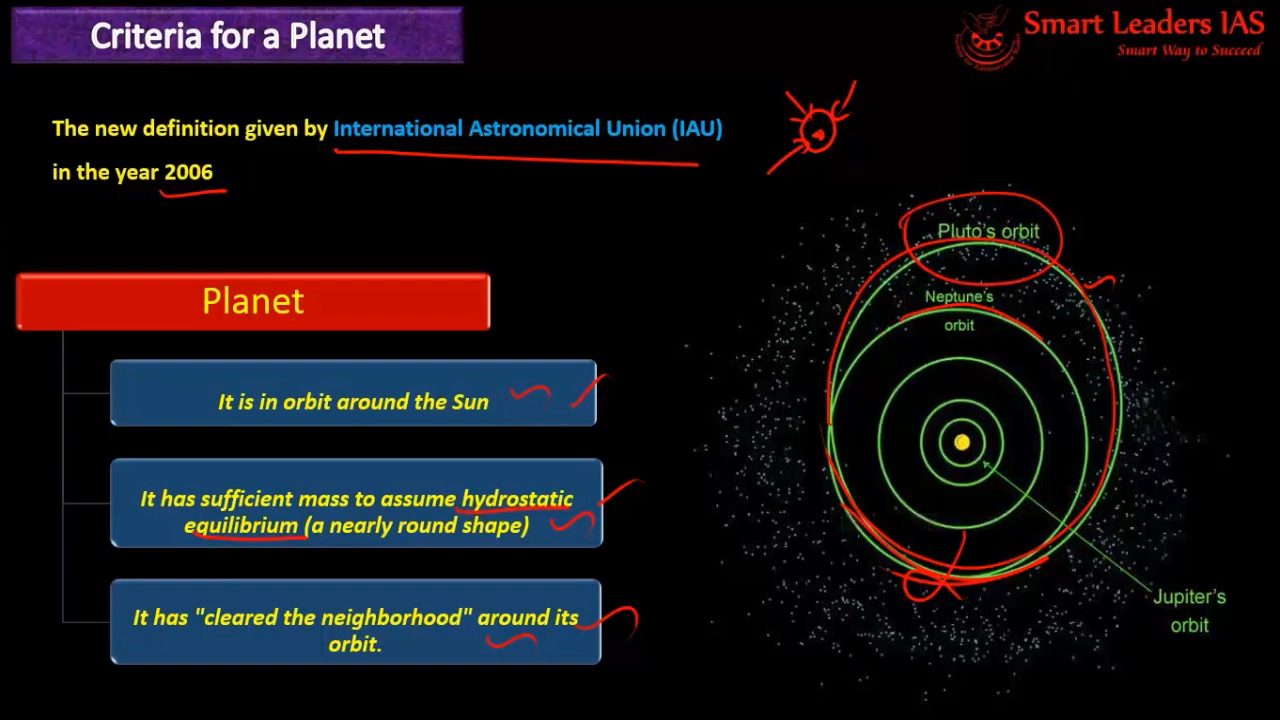 Criteria for a Planet
Smart Leaders IAS
Smart Way to Succeed
The new definition given by International Astronomical Union (IAU)
in the year 2006
Planet
It is in orbit around the Sun
It has sufficient mass to assume hydrostatic
equilibrium (a nearly round shape)
It has "cleared the neighborhood" around its
orbit.
Pluto's orbit
Neptune's
orbit
Jupiter's
orbit